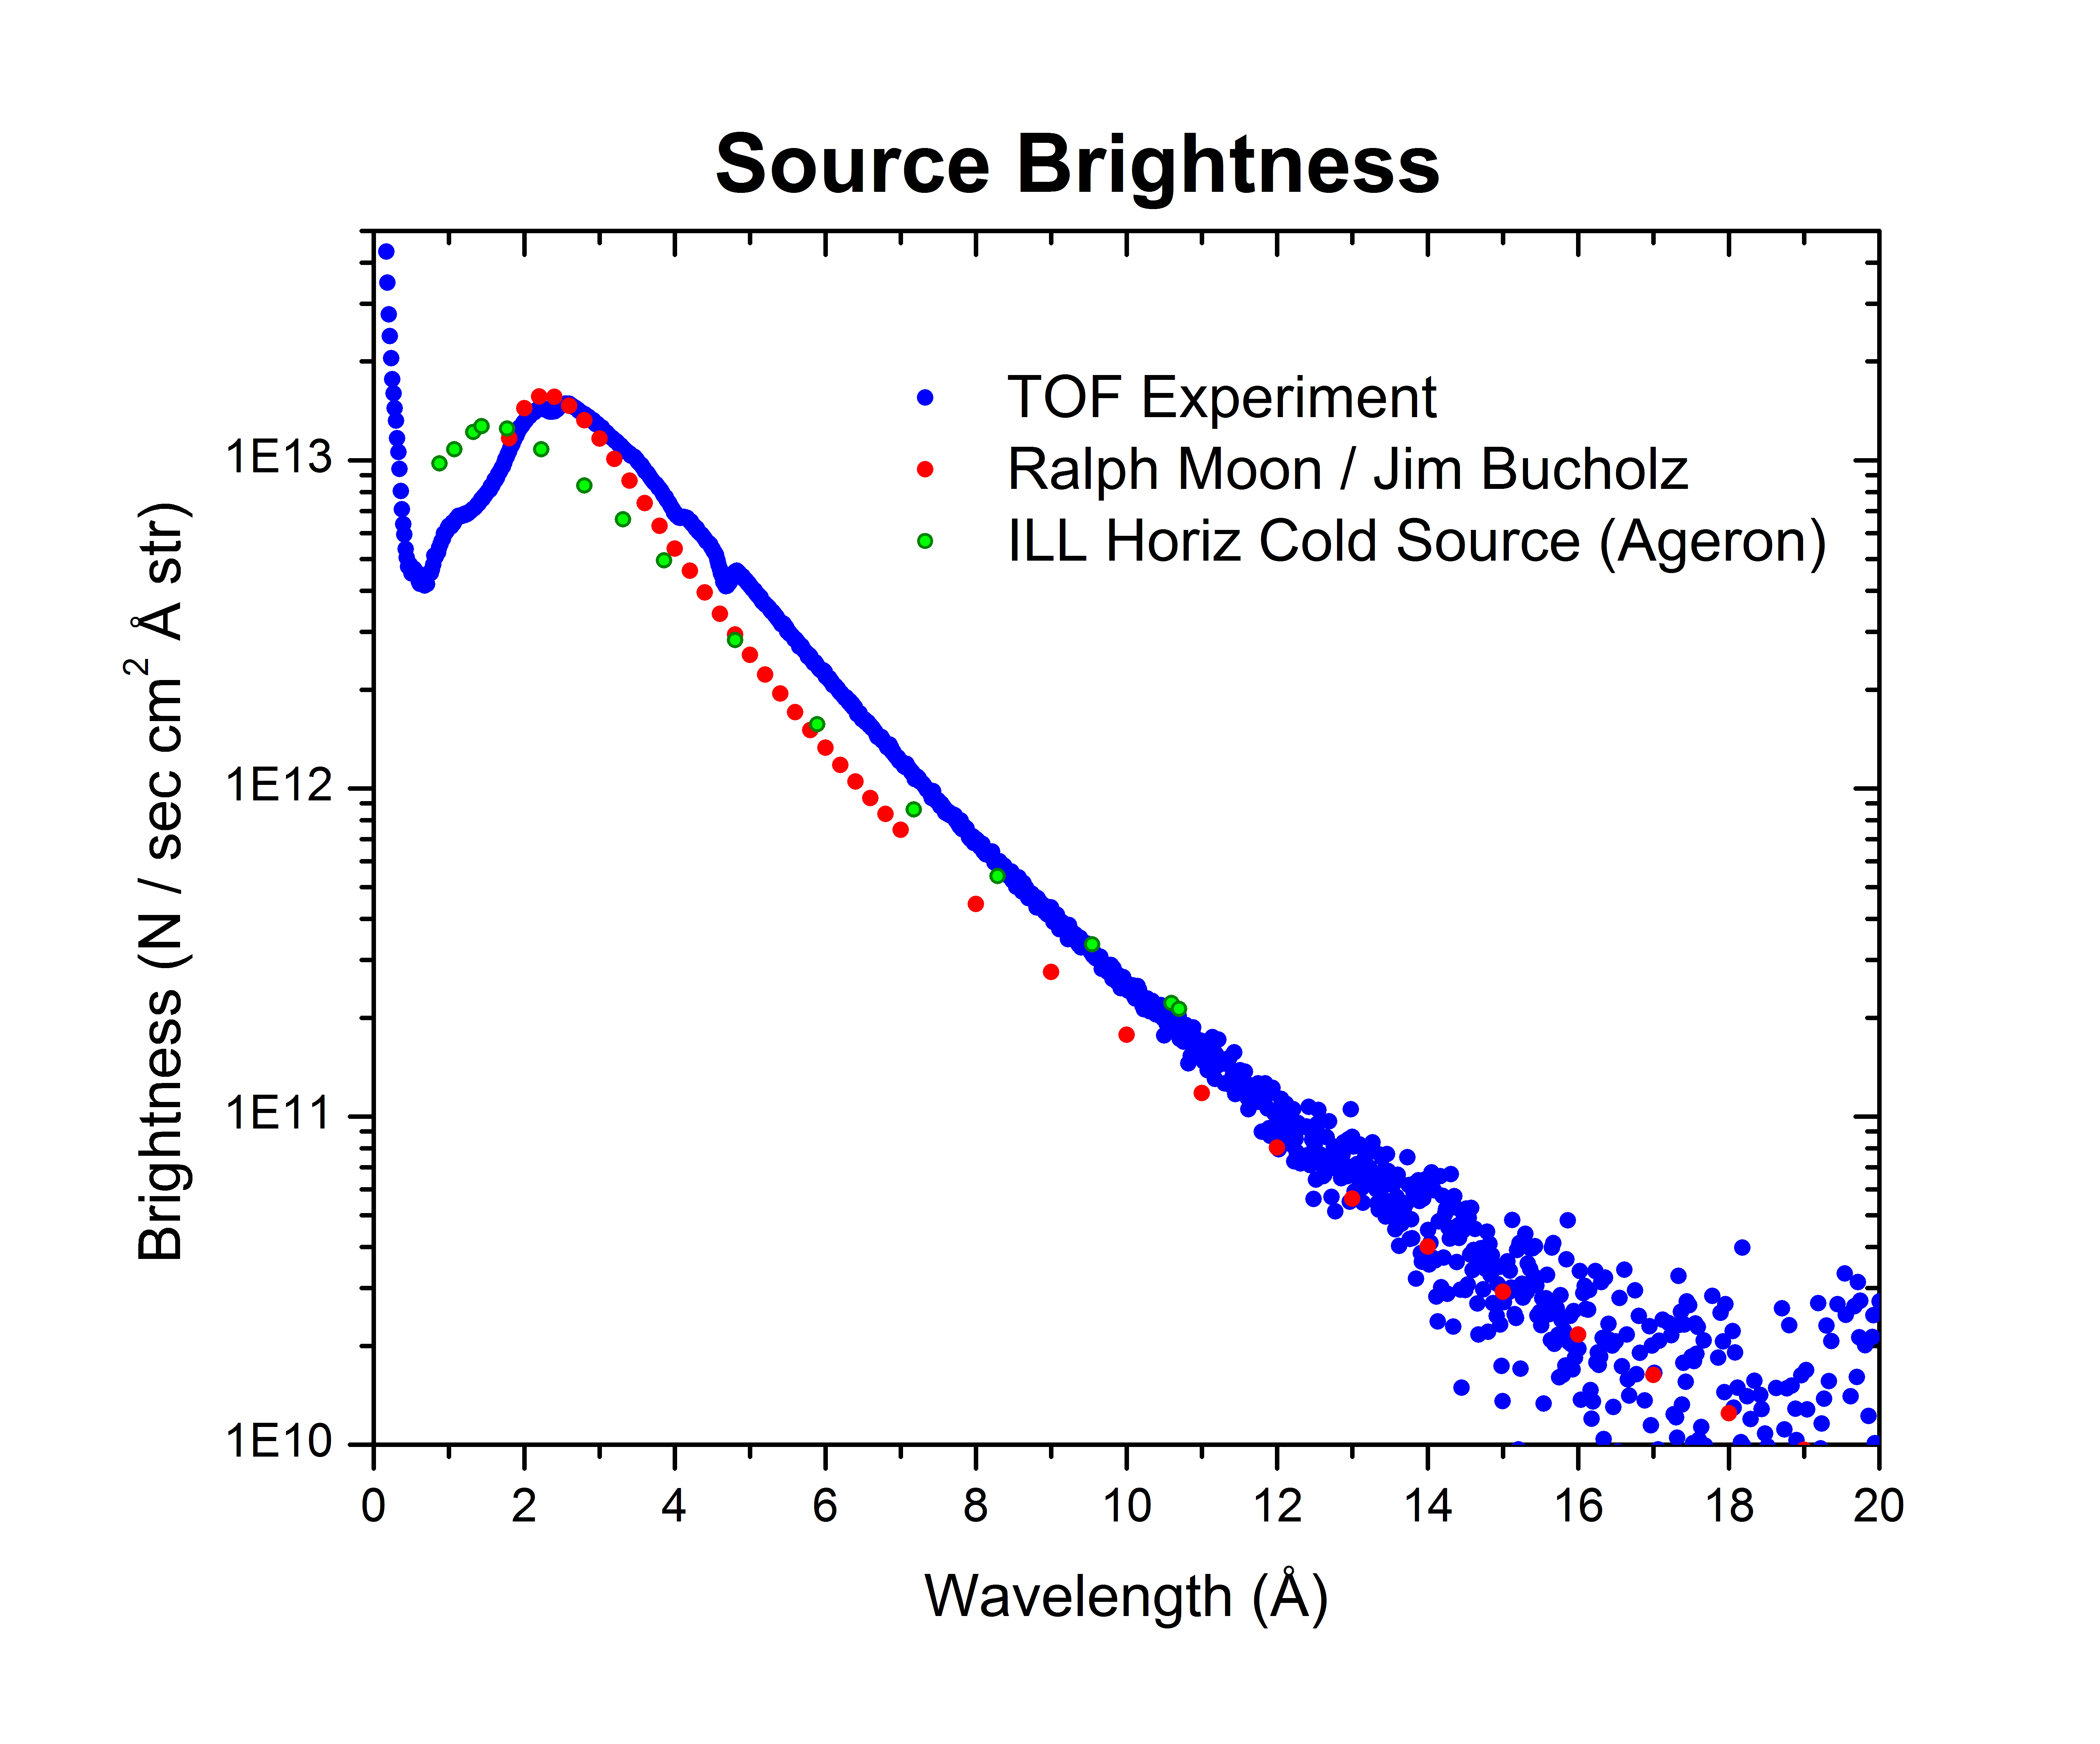 Source Brightness
TOF Experiment
Ralph Moon / Jim Bucholz
ILL Horiz Cold Source (Ageron)
Brightness (N / sec cm² Å str)
1E13
1E12
1E11
1E10
0 2 4 6 8 10 12 14 16 18 20
Wavelength (Å)